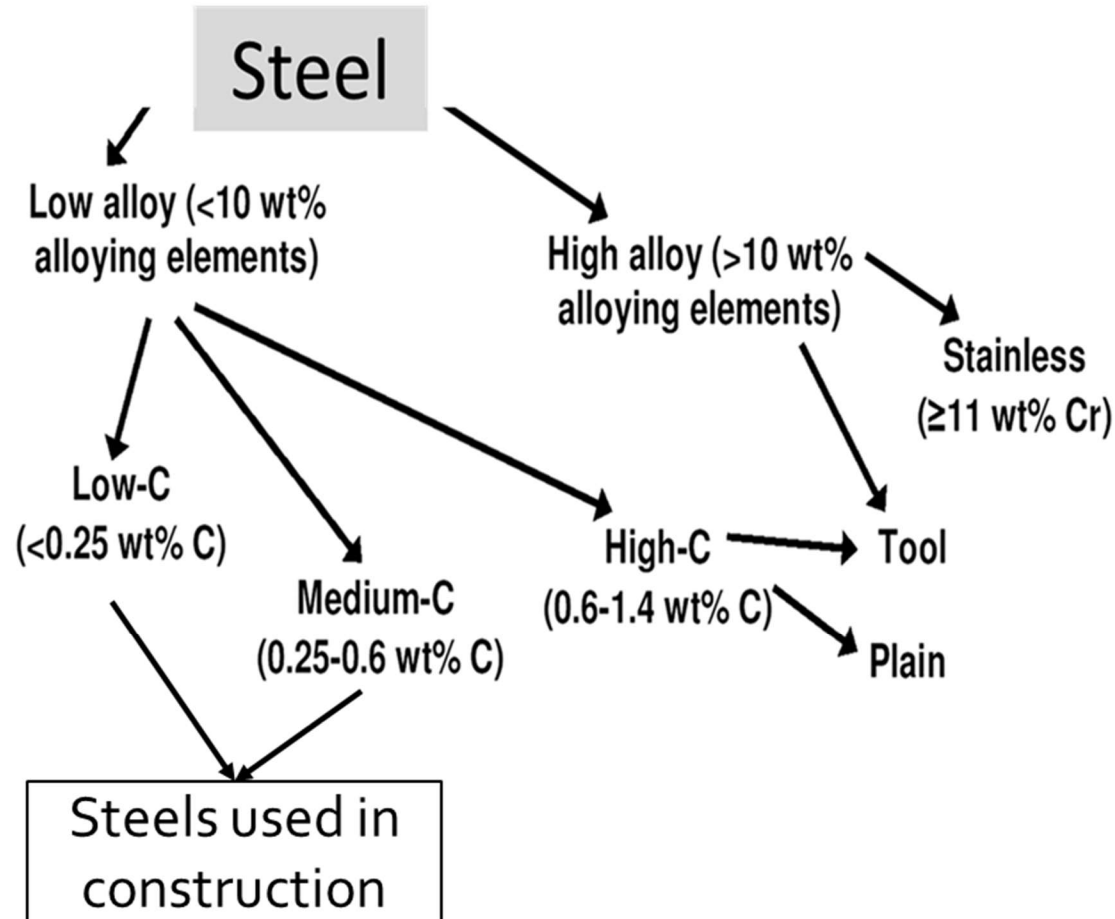 Steel
Low alloy (<10 wt%
alloying elements)
High alloy (>10 wt%
alloying elements)
Stainless
(≥11 wt% Cr)
Low-C
(<0.25 wt% C)
Medium-C
(0.25-0.6 wt% C)
High-C
(0.6-1.4 wt% C)
Tool
Plain
Steels used in
construction